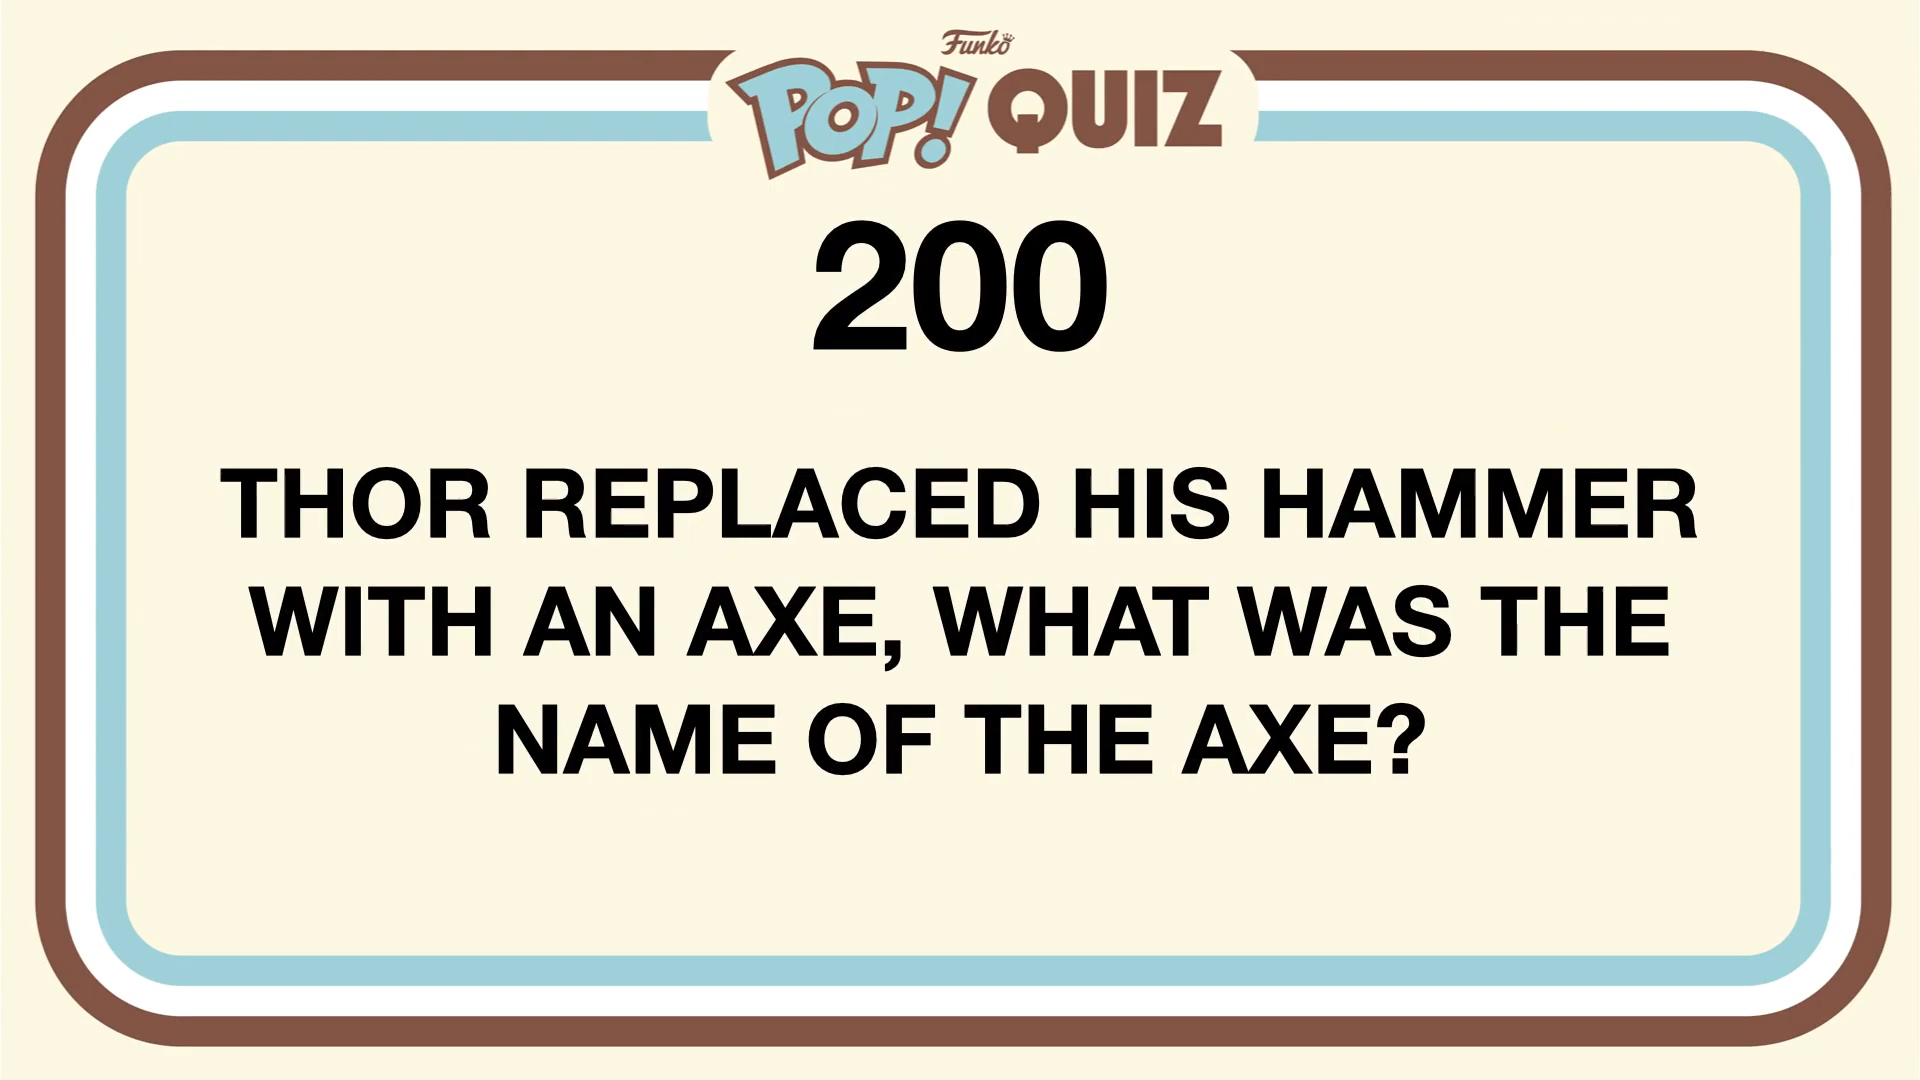 Funko
POP! QUIZ
200
THOR REPLACED HIS HAMMER
WITH AN AXE, WHAT WAS THE
NAME OF THE AXE?